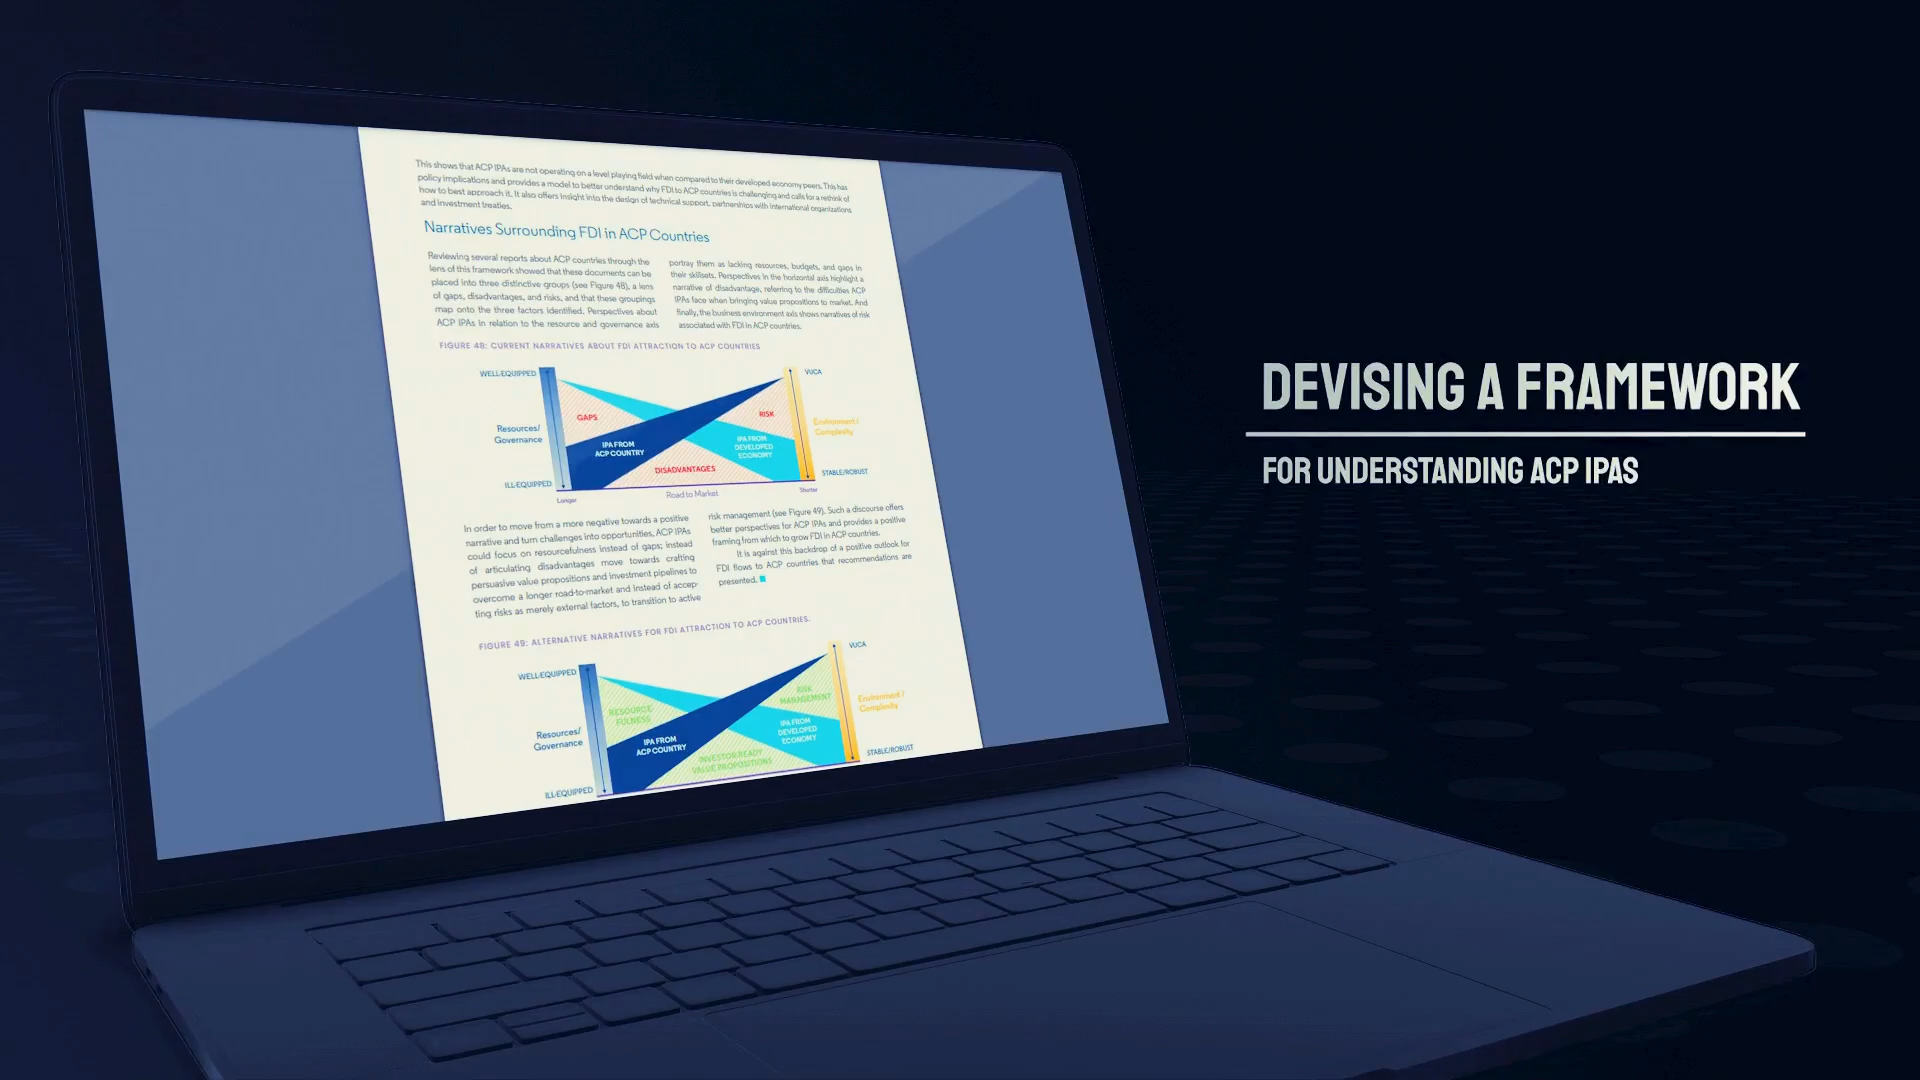 This shows that ACP IPAs are not operating on a level playing field when compared to their developed economy peers. This has
policy implications and provides a model to better understand why FDI to ACP countries is challenging and calls for a rethink of
how to best approach it. It also offers insight into the design of technical support, partnerships with international organizations
and investment treaties.
Narratives Surrounding FDI in ACP Countries
Reviewing several reports about ACP countries through the
lens of this framework showed that these documents can be
placed into three distinctive groups (see Figure 48), a lens
of gaps, disadvantages, and risks, and that these groupings
map onto the three factors identified. Perspectives about
ACP IPAs in relation to the resource and governance axis
portray them as lacking resources, budgets, and gaps in
their skillsets. Perspectives in the horizontal axis highlight a
narrative of disadvantage, referring to the difficulties ACP
IPAs face when bringing value propositions to market. And
finally, the business environment axis shows narratives of risk
associated with FDI in ACP countries.
FIGURE 48: CURRENT NARRATIVES ABOUT FDI ATTRACTION TO ACP COUNTRIES
WELL-EQUIPPED
VUCA
GAPS
RISK
Resources/
Governance
Environment /
Complexity
IPA FROM
ACP COUNTRY
IPA FROM
DEVELOPED
ECONOMY
DISADVANTAGES
ILL-EQUIPPED
STABLE/ROBUST
Longer
Road to Market
Shorter
In order to move from a more negative towards a positive
narrative and turn challenges into opportunities, ACP IPAs
could focus on resourcefulness instead of gaps; instead
of articulating disadvantages move towards crafting
persuasive value propositions and investment pipelines to
overcome a longer road-to-market and instead of accep-
ting risks as merely external factors, to transition to active
risk management (see Figure 49). Such a discourse offers
better perspectives for ACP IPAs and provides a positive
framing from which to grow FDI in ACP countries.
It is against this backdrop of a positive outlook for
FDI flows to ACP countries that recommendations are
presented.
FIGURE 49: ALTERNATIVE NARRATIVES FOR FDI ATTRACTION TO ACP COUNTRIES.
WELL-EQUIPPED
VUCA
RESOURCE-
FULNESS
RISK
MANAGEMENT
Resources/
Governance
Environment /
Complexity
IPA FROM
ACP COUNTRY
IPA FROM
DEVELOPED
ECONOMY
INVESTOR-READY
VALUE PROPOSITIONS
ILL-EQUIPPED
STABLE/ROBUST
DEVISING A FRAMEWORK
FOR UNDERSTANDING ACP IPAS